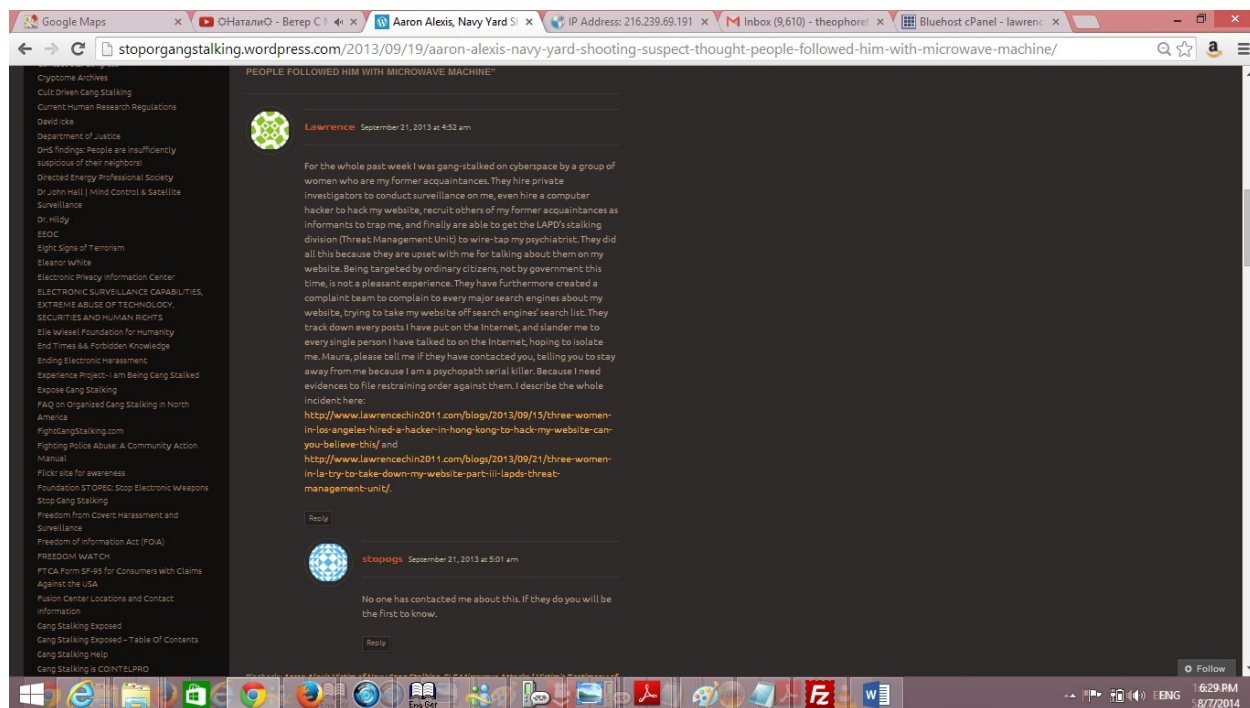 Google Maps
Aaron Alexis, Navy Yard S
IP Address: 216.239.69.191
Inbox (9,610) - theophoret
Bluehost cPanel - lawrenc
stoporgangstalking.wordpress.com/2013/09/19/aaron-alexis-navy-yard-shooting-suspect-thought-people-followed-him-with-microwave-machine/
Cryptome Archives
Cult Driven Gang Stalking
Current Human Research Regulations
David Icke
Department of Justice
DHS findings: People are insufficiently
suspicious of their neighbors!
Directed Energy Professional Society
Dr John Hall | Mind Control & Satellite
Surveillance
Dr. Hildy
EEOC
Eight Signs of Terrorism
Eleanor White
Electronic Privacy Information Center
ELECTRONIC SURVEILLANCE CAPABILITIES,
EXTREME ABUSE OF TECHNOLOGY,
SECURITIES AND HUMAN RIGHTS
Elie Wiesel Foundation for Humanity
End Times && Forbidden Knowledge
Ending Electronic Harassment
Experience Project- I am Being Gang Stalked
Expose Gang Stalking
FAQ on Organized Gang Stalking in North
America
FightGangStalking.com
Fighting Police Abuse: A Community Action
Manual
Flickr site for awareness
Foundation STOPEG: Stop Electronic Weapons
Stop Gang Stalking
Freedom from Covert Harassment and
Surveillance
Freedom of Information Act (FOIA)
FREEDOM WATCH
FTCA Form SF-95 for Consumers with Claims
Against the USA
Fusion Center Locations and Contact
Information
Gang Stalking Exposed
Gang Stalking Exposed – Table Of Contents
Gang Stalking Help
Gang Stalking is COINTELPRO
PEOPLE FOLLOWED HIM WITH MICROWAVE MACHINE"
Lawrence September 21, 2013 at 4:52 am
For the whole past week I was gang-stalked on cyberspace by a group of
women who are my former acquaintances. They hire private
investigators to conduct surveillance on me, even hire a computer
hacker to hack my website, recruit others of my former acquaintances as
informants to trap me, and finally are able to get the LAPD's stalking
division (Threat Management Unit) to wire-tap my psychiatrist. They did
all this because they are upset with me for talking about them on my
website. Being targeted by ordinary citizens, not by government this
time, is not a pleasant experience. They have furthermore created a
complaint team to complain to every major search engines about my
website, trying to take my website off search engines' search list. They
track down every posts I have put on the Internet, and slander me to
every single person I have talked to on the Internet, hoping to isolate
me. Maura, please tell me if they have contacted you, telling you to stay
away from me because I am a psychopath serial killer. Because I need
evidences to file restraining order against them. I describe the whole
incident here:
http://www.lawrencechin2011.com/blogs/2013/09/15/three-women-
in-los-angeles-hired-a-hacker-in-hong-kong-to-hack-my-website-can-
you-believe-this/ and
http://www.lawrencechin2011.com/blogs/2013/09/21/three-women-
in-la-try-to-take-down-my-website-part-iii-lapds-threat-
management-unit/.
Reply
stopogs September 21, 2013 at 5:01 am
No one has contacted me about this. If they do you will be
the first to know.
Reply
Follow
6:29 PM
8/7/2014